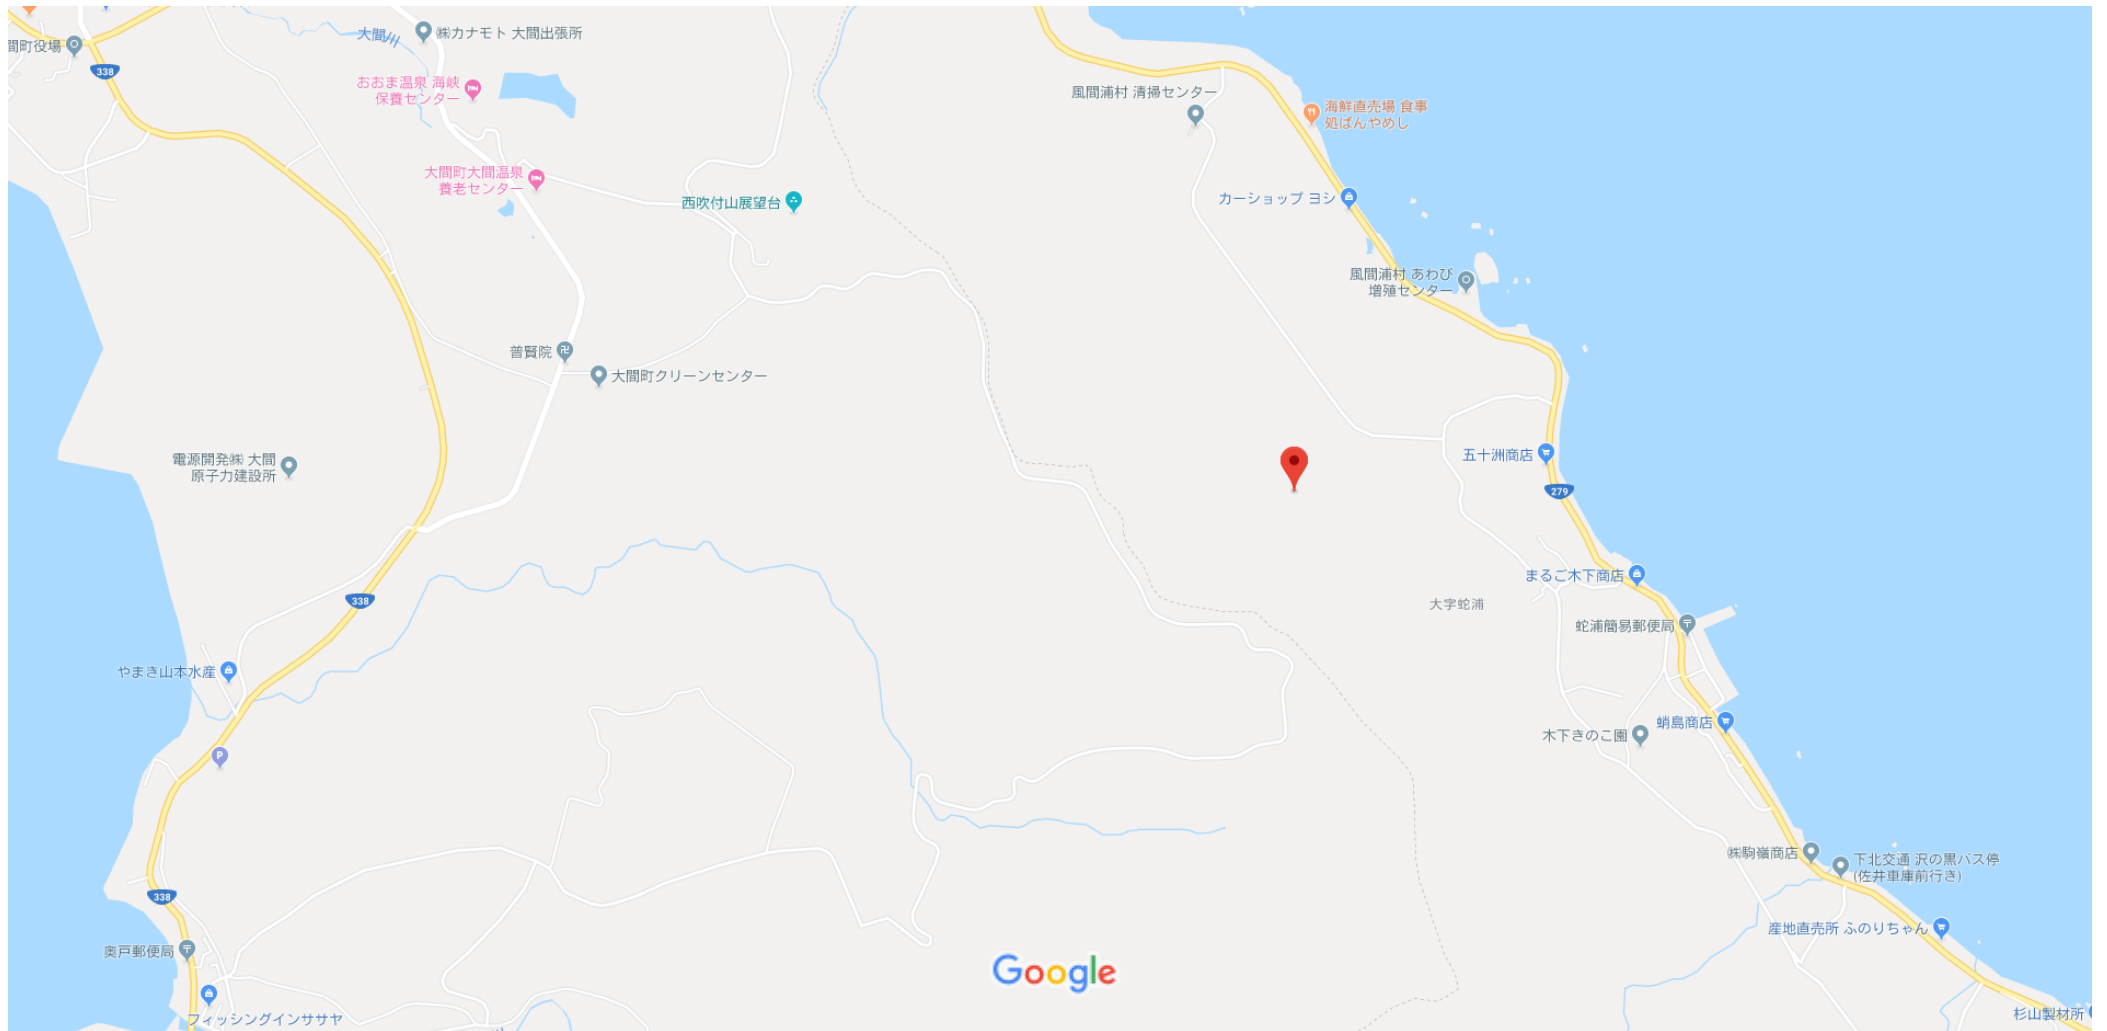 大間川
㈱カナモト 大間出張所
間町役場
338
おおま温泉 海峡
保養センター
風間浦村 清掃センター
海鮮直売場 食事
処ばんやめし
大間町大間温泉
養老センター
西吹付山展望台
カーショップ ヨシ
風間浦村 あわび
増殖センター
普賢院
大間町クリーンセンター
電源開発㈱ 大間
原子力建設所
五十洲商店
279
まるご木下商店
338
大字蛇浦
蛇浦簡易郵便局
やまき山本水産
蛸島商店
木下きのこ園
P
㈱駒嶺商店
下北交通 沢の黒バス停
(佐井車庫前行き)
338
産地直売所 ふのりちゃん
奥戸郵便局
Google
フィッシングインササヤ
杉山製材所